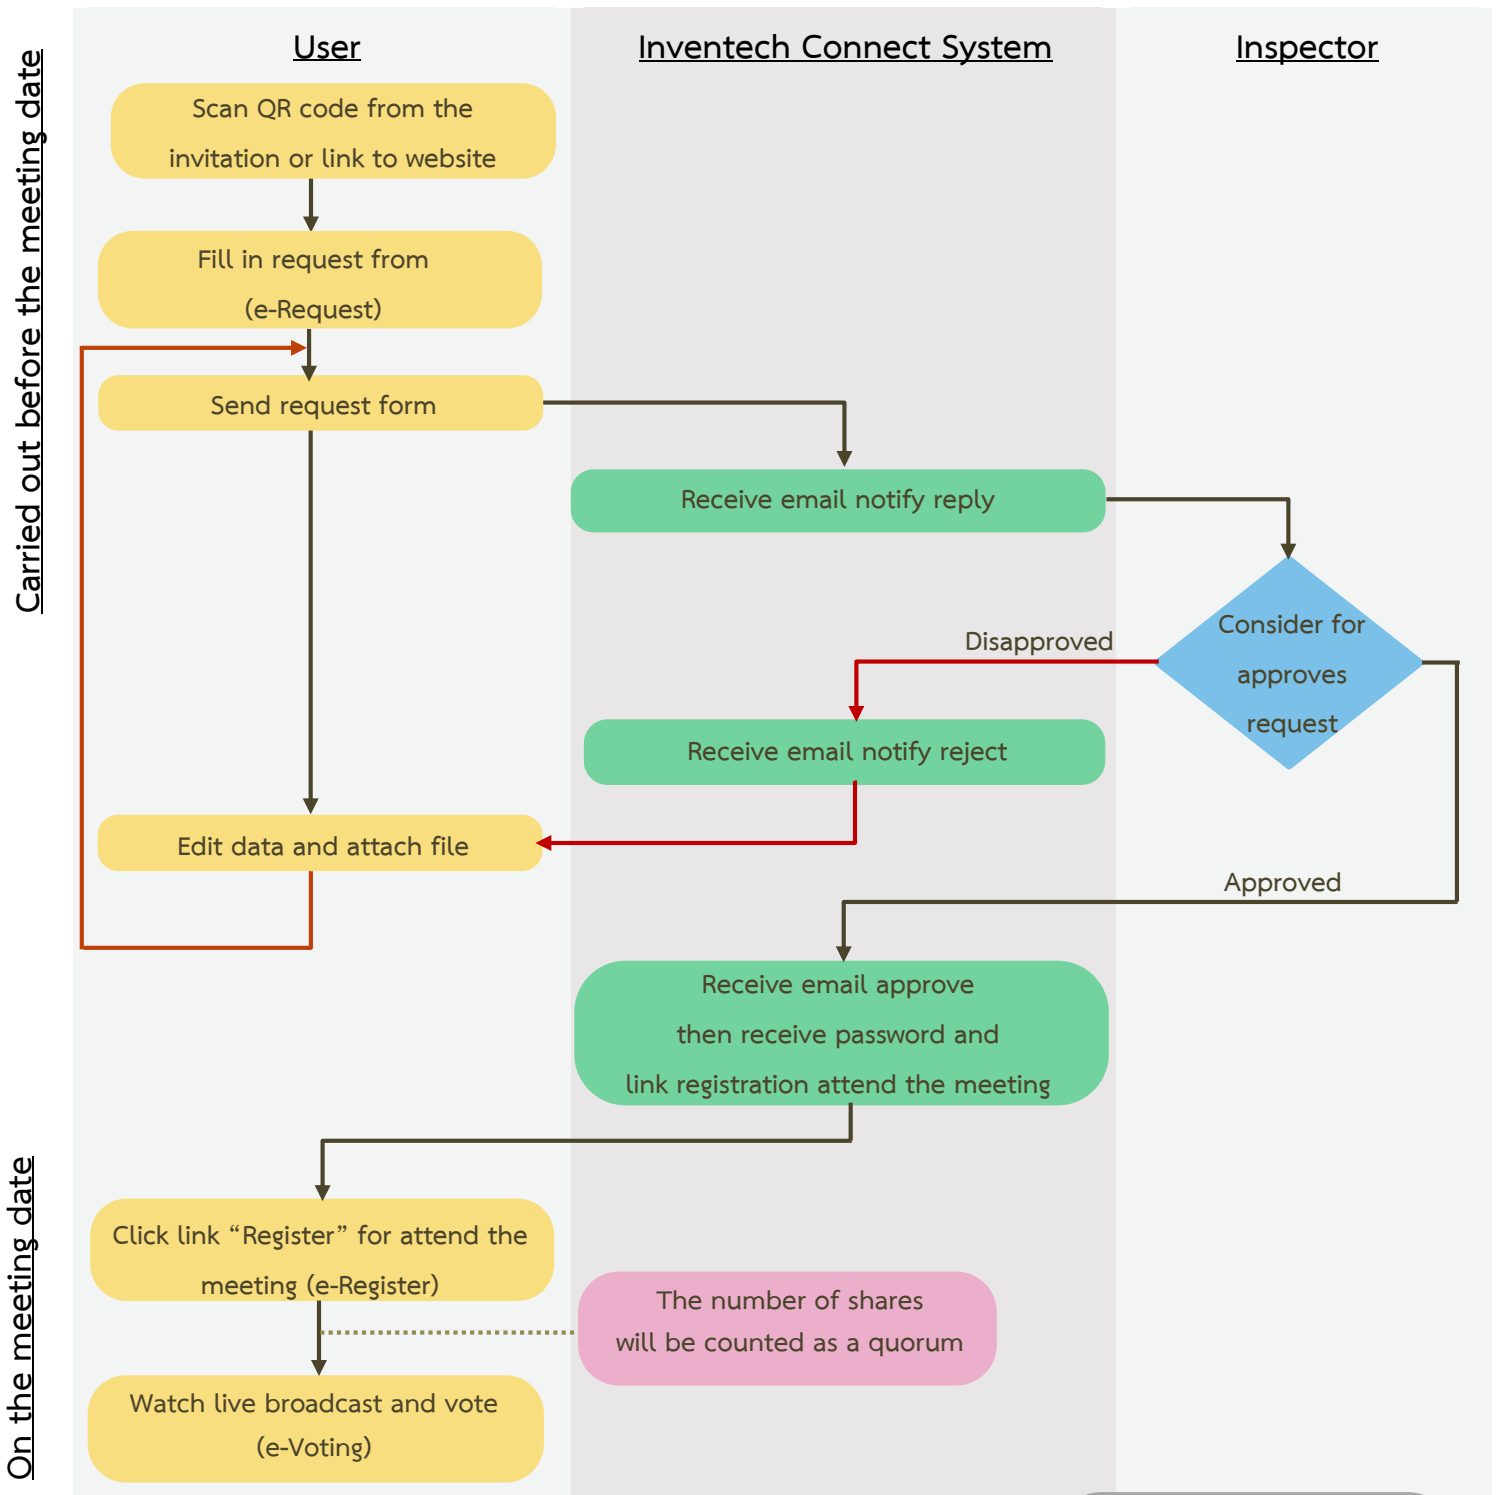 User
Inventech Connect System
Inspector
Carried out before the meeting date
Scan QR code from the
invitation or link to website
Fill in request from
(e-Request)
Send request form
Receive email notify reply
Consider for
approves
request
Disapproved
Receive email notify reject
Edit data and attach file
Approved
Receive email approve
then receive password and
link registration attend the meeting
On the meeting date
Click link “Register” for attend the
meeting (e-Register)
The number of shares
will be counted as a quorum
Watch live broadcast and vote
(e-Voting)